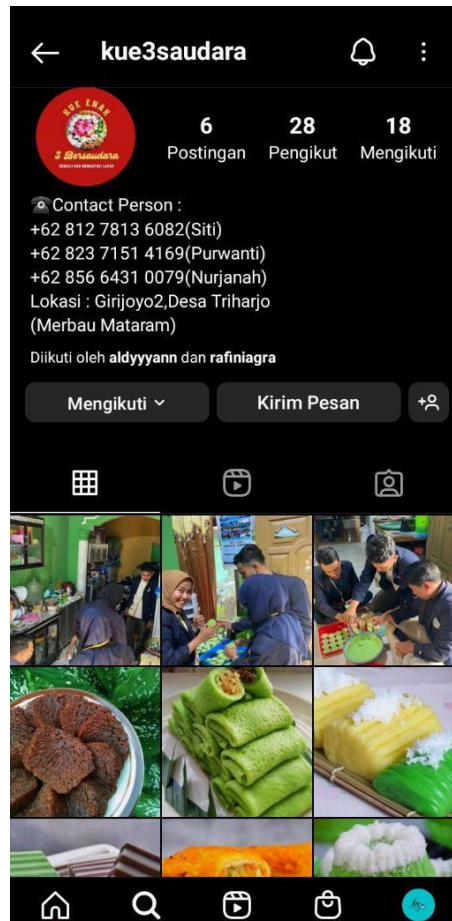 kue3saudara
KUE ENAK
3 Bersaudara
6
Postingan
28
Pengikut
18
Mengikuti
Contact Person :
+62 812 7813 6082(Siti)
+62 823 7151 4169(Purwanti)
+62 856 6431 0079(Nurjanah)
Lokasi : Girijoyo2,Desa Triharjo
(Merbau Mataram)
Diikuti oleh aldyyyann dan rafiniagra
Mengikuti
Kirim Pesan